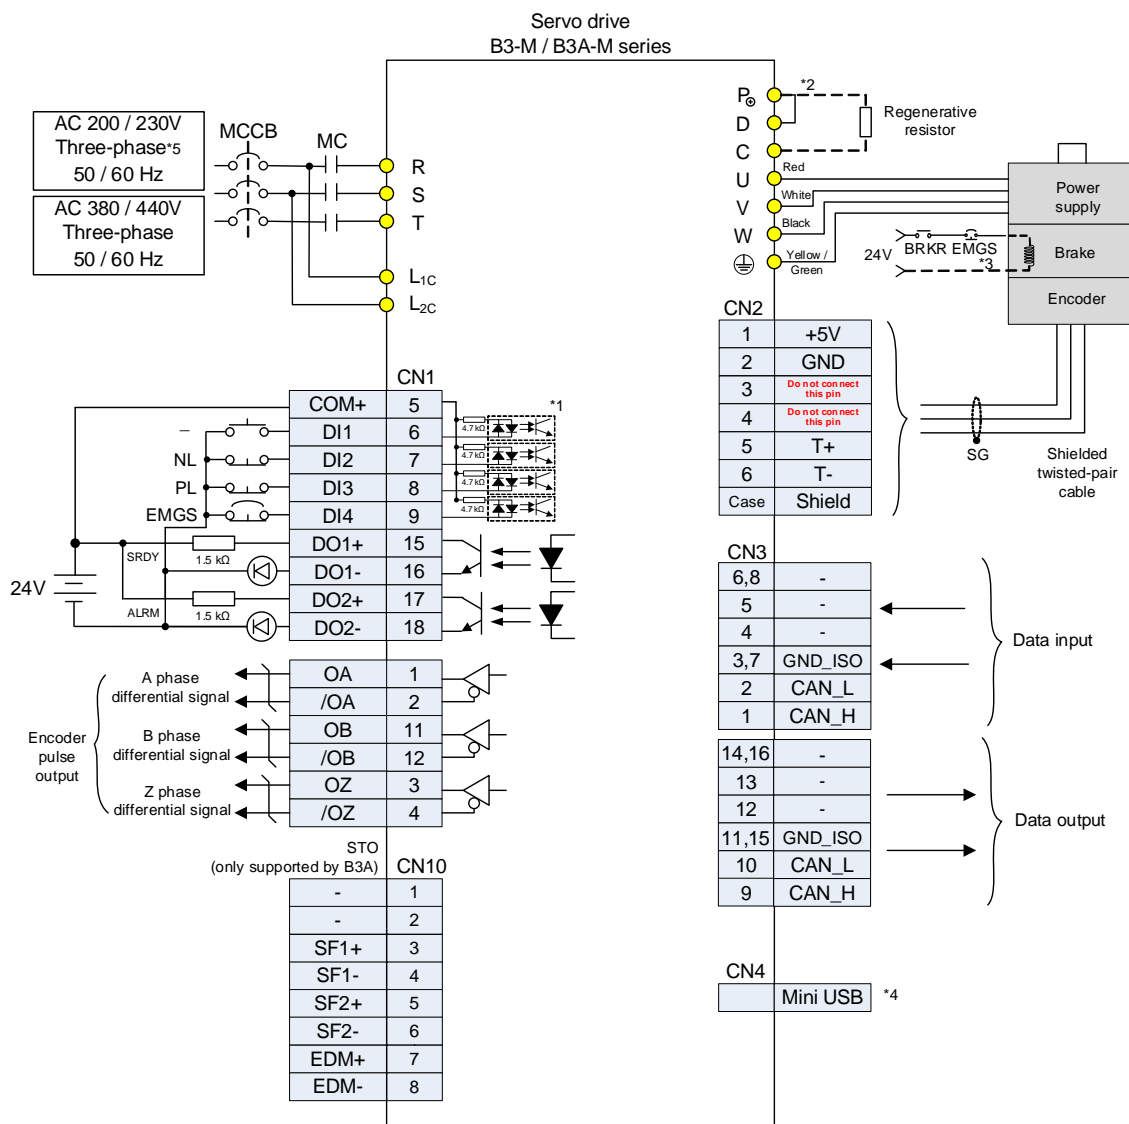 Servo drive
B3-M / B3A-M series
AC 200 / 230V
Three-phase*5
50 / 60 Hz
AC 380 / 440V
Three-phase
50 / 60 Hz
MCCB
MC
R
S
T
L1C
L2C
P⊕
D
C
U
V
W
*2
Regenerative
resistor
Red
White
Black
Yellow /
Green
Power
supply
24V
BRKR EMGS
*3
Brake
Encoder
CN2
1 +5V
2 GND
3 Do not connect
this pin
4 Do not connect
this pin
5 T+
6 T-
Case Shield
SG
Shielded
twisted-pair
cable
CN1
COM+ 5
– DI1 6
NL DI2 7
PL DI3 8
EMGS DI4 9
*1
4.7 kΩ
4.7 kΩ
4.7 kΩ
4.7 kΩ
DO1+ 15
SRDY
1.5 kΩ
DO1- 16
24V
DO2+ 17
ALRM
1.5 kΩ
DO2- 18
Encoder
pulse
output
A phase
differential signal
B phase
differential signal
Z phase
differential signal
OA 1
/OA 2
OB 11
/OB 12
OZ 3
/OZ 4
STO
(only supported by B3A)
CN10
- 1
- 2
SF1+ 3
SF1- 4
SF2+ 5
SF2- 6
EDM+ 7
EDM- 8
CN3
6,8 -
5 -
4 -
3,7 GND_ISO
2 CAN_L
1 CAN_H
Data input
14,16 -
13 -
12 -
11,15 GND_ISO
10 CAN_L
9 CAN_H
Data output
CN4
Mini USB
*4